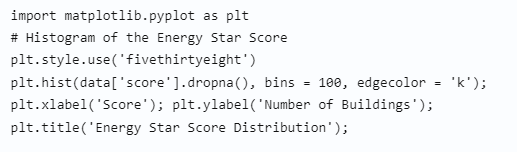 import matplotlib.pyplot as plt
# Histogram of the Energy Star Score
plt.style.use('fivethirtyeight')
plt.hist(data['score'].dropna(), bins = 100, edgecolor = 'k');
plt.xlabel('Score'); plt.ylabel('Number of Buildings');
plt.title('Energy Star Score Distribution');